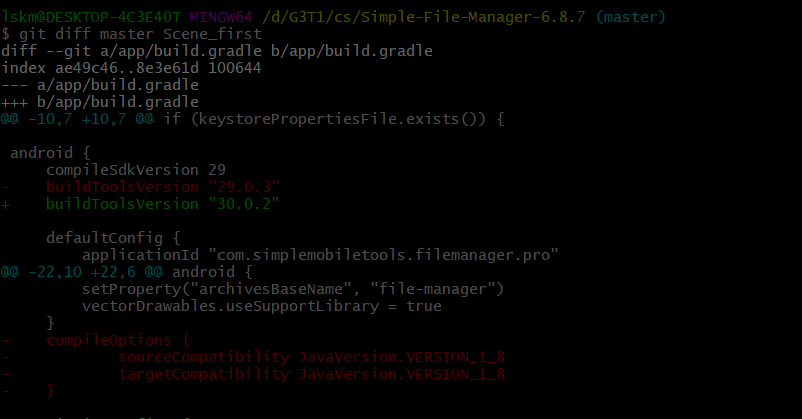 lskm@DESKTOP-4C3E4OT MINGW64 /d/G3T1/cs/Simple-File-Manager-6.8.7 (master)
$ git diff master Scene_first
diff --git a/app/build.gradle b/app/build.gradle
index ae49c46..8e3e61d 100644
--- a/app/build.gradle
+++ b/app/build.gradle
@@ -10,7 +10,7 @@ if (keystorePropertiesFile.exists()) {

 android {
     compileSdkVersion 29
-    buildToolsVersion "29.0.3"
+    buildToolsVersion "30.0.2"

     defaultConfig {
         applicationId "com.simplemobiletools.filemanager.pro"
@@ -22,10 +22,6 @@ android {
         setProperty("archivesBaseName", "file-manager")
         vectorDrawables.useSupportLibrary = true
     }
-    compileOptions {
-            sourceCompatibility JavaVersion.VERSION_1_8
-            targetCompatibility JavaVersion.VERSION_1_8
-    }